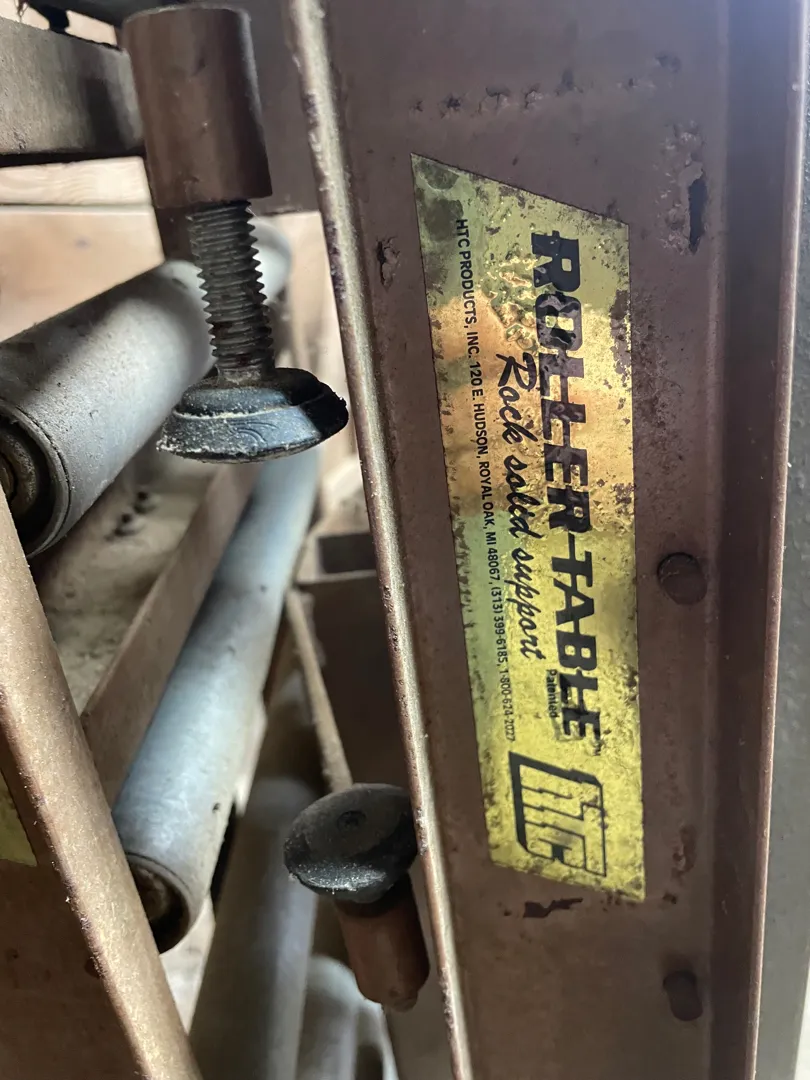 ROLLER TABLE
Patented
Rock solid support
HTC PRODUCTS, INC. 120 E. HUDSON, ROYAL OAK, MI 48067, (313) 399-6185, 1-800-624-2027
HTC